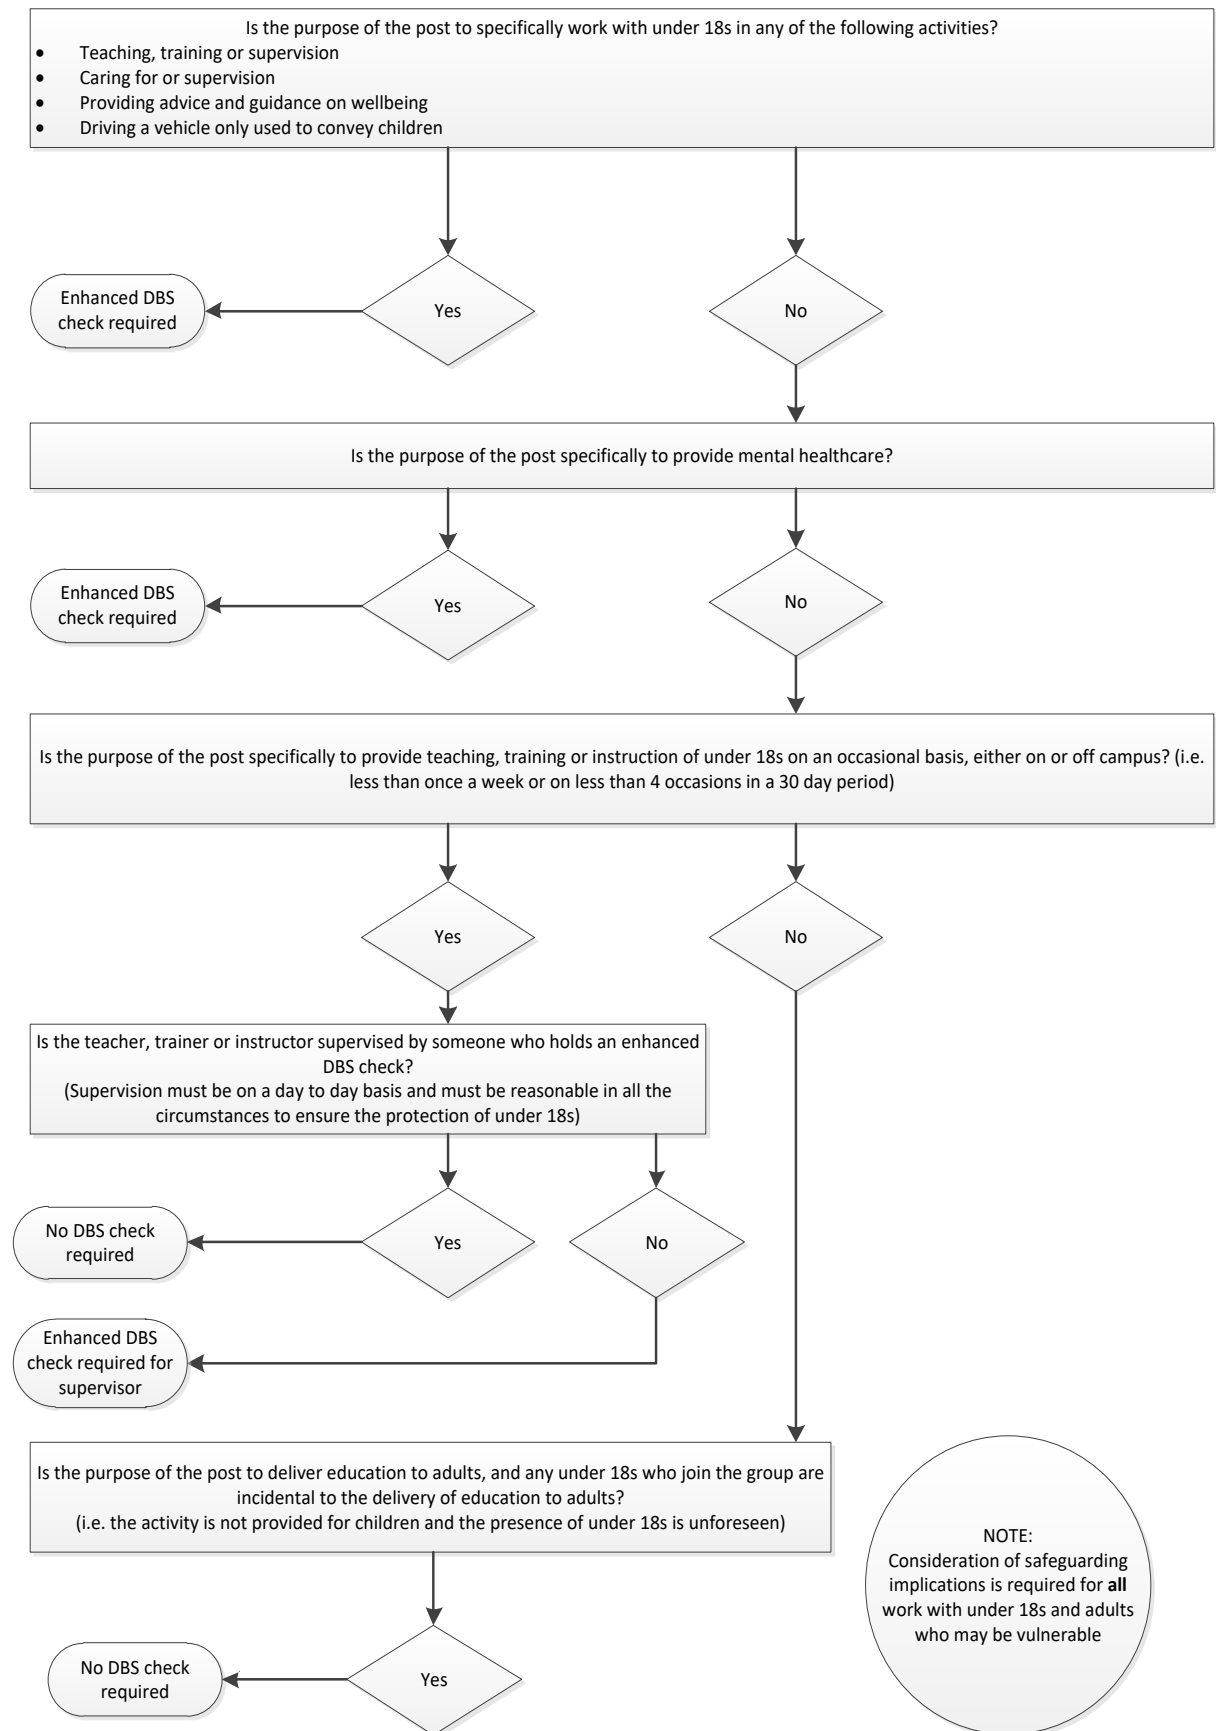 Is the purpose of the post to specifically work with under 18s in any of the following activities?
• Teaching, training or supervision
• Caring for or supervision
• Providing advice and guidance on wellbeing
• Driving a vehicle only used to convey children
Enhanced DBS
check required
Yes
No
Is the purpose of the post specifically to provide mental healthcare?
Enhanced DBS
check required
Yes
No
Is the purpose of the post specifically to provide teaching, training or instruction of under 18s on an occasional basis, either on or off campus? (i.e.
less than once a week or on less than 4 occasions in a 30 day period)
Yes
No
Is the teacher, trainer or instructor supervised by someone who holds an enhanced
DBS check?
(Supervision must be on a day to day basis and must be reasonable in all the
circumstances to ensure the protection of under 18s)
No DBS check
required
Yes
No
Enhanced DBS
check required for
supervisor
Is the purpose of the post to deliver education to adults, and any under 18s who join the group are
incidental to the delivery of education to adults?
(i.e. the activity is not provided for children and the presence of under 18s is unforeseen)
NOTE:
Consideration of safeguarding
implications is required for all
work with under 18s and adults
who may be vulnerable
No DBS check
required
Yes